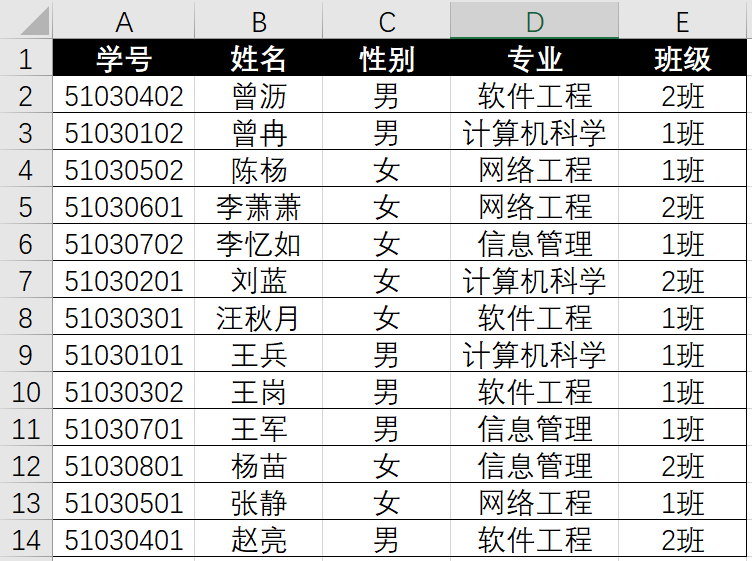 A B C D E
1 学号 姓名 性别 专业 班级
2 51030402 曾沥 男 软件工程 2班
3 51030102 曾冉 男 计算机科学 1班
4 51030502 陈杨 女 网络工程 1班
5 51030601 李萧萧 女 网络工程 2班
6 51030702 李忆如 女 信息管理 1班
7 51030201 刘蓝 女 计算机科学 2班
8 51030301 汪秋月 女 软件工程 1班
9 51030101 王兵 男 计算机科学 1班
10 51030302 王岗 男 软件工程 1班
11 51030701 王军 男 信息管理 1班
12 51030801 杨苗 女 信息管理 2班
13 51030501 张静 女 网络工程 1班
14 51030401 赵亮 男 软件工程 2班